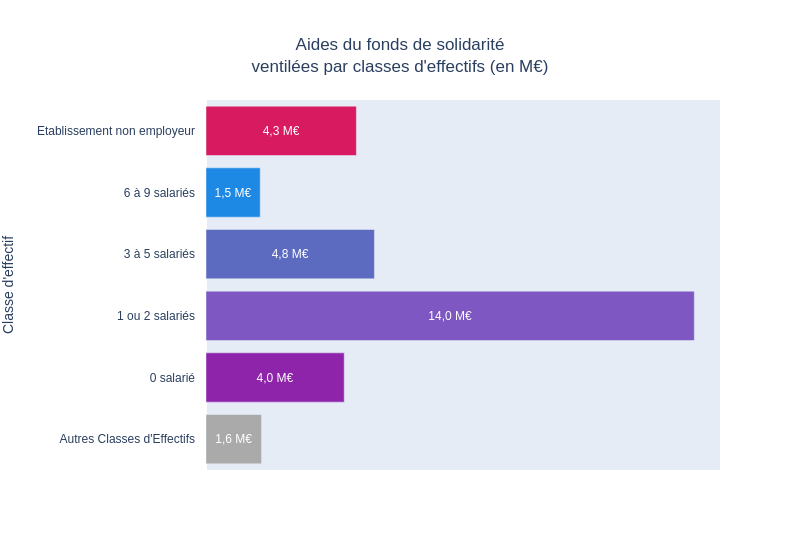 Aides du fonds de solidarité
ventilées par classes d'effectifs (en M€)
Classe d'effectif
Etablissement non employeur
4,3 M€
6 à 9 salariés
1,5 M€
3 à 5 salariés
4,8 M€
1 ou 2 salariés
14,0 M€
0 salarié
4,0 M€
Autres Classes d'Effectifs
1,6 M€